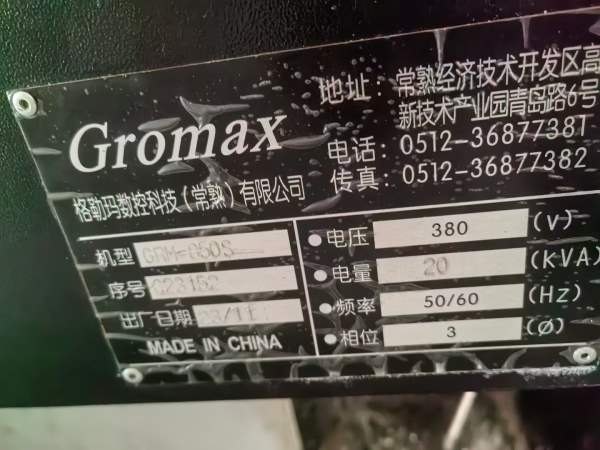 Gromax
格勒玛数控科技(常熟)有限公司
地址: 常熟经济技术开发区高
新技术产业园青岛路6号
电话: 0512-36877381
传真: 0512-36877382
机型
序号 C23152
出厂日期
MADE IN CHINA
电压 380 (V)
电量 20 (KVA)
频率 50/60 (HZ)
相位 3 (Ø)